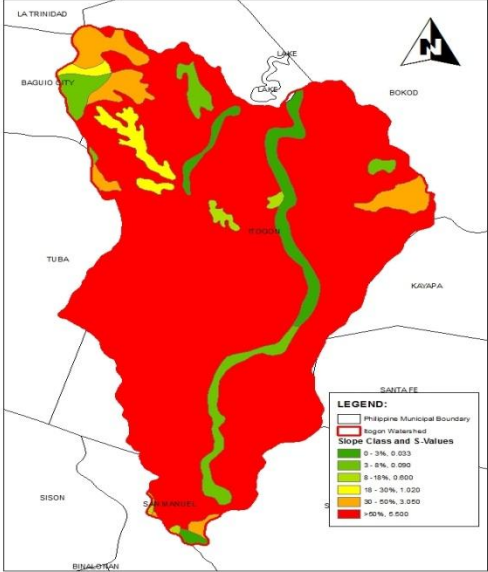 LA TRINIDAD
N
LAKE
BAGUIO CITY
LAKE
BOKOD
ITOGON
TUBA
KAYAPA
SANTA FE
LEGEND:
Philippine Municipal Boundary
Itogon Watershed
Slope Class and S-Values
0 - 3%, 0.033
3 - 8%, 0.090
8 -18%, 0.600
18 - 30%, 1.020
30 - 50%, 3.050
>50%, 5.500
SISON
SAN MANUEL
S
BINALONAN